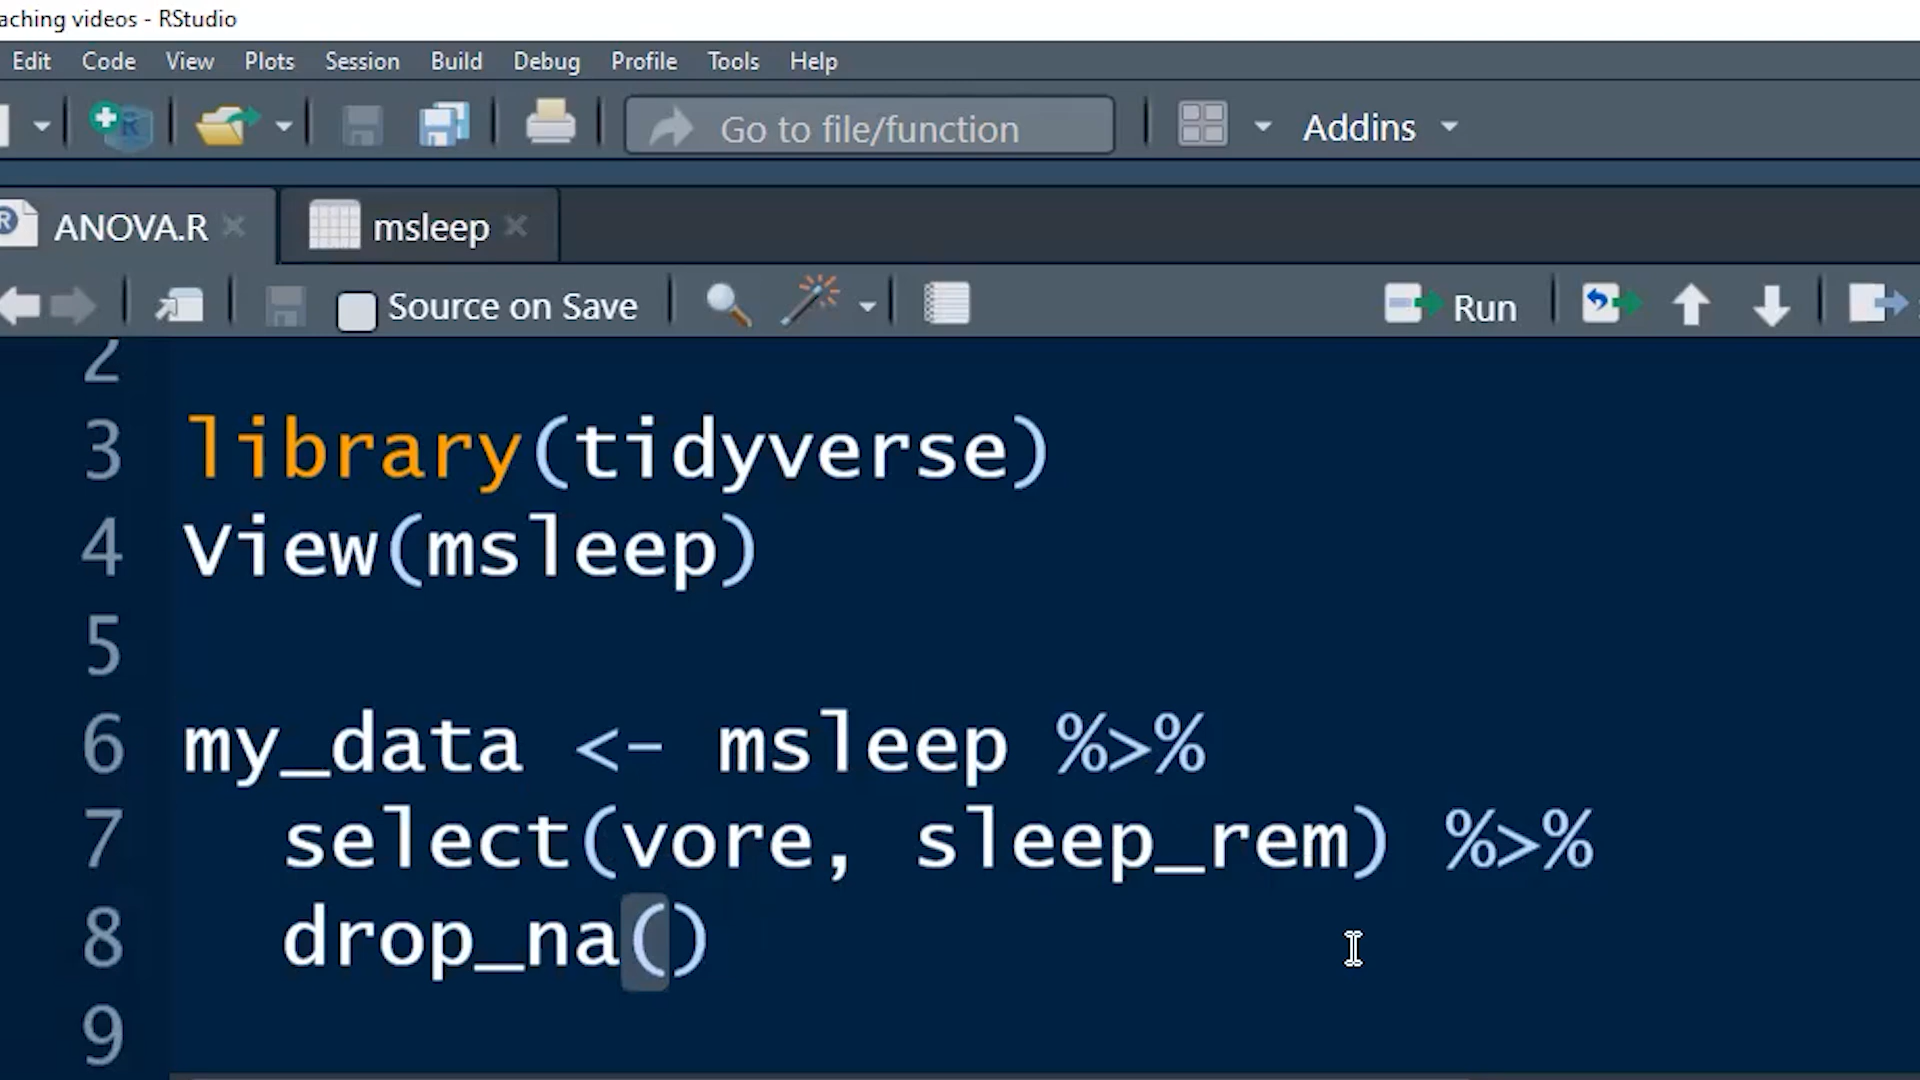 aching videos - RStudio
Edit Code View Plots Session Build Debug Profile Tools Help
Go to file/function Addins
ANOVA.R msleep
Source on Save Run
2
3 library(tidyverse)
4 View(msleep)
5
6 my_data <- msleep %>%
7 select(vore, sleep_rem) %>%
8 drop_na()
9